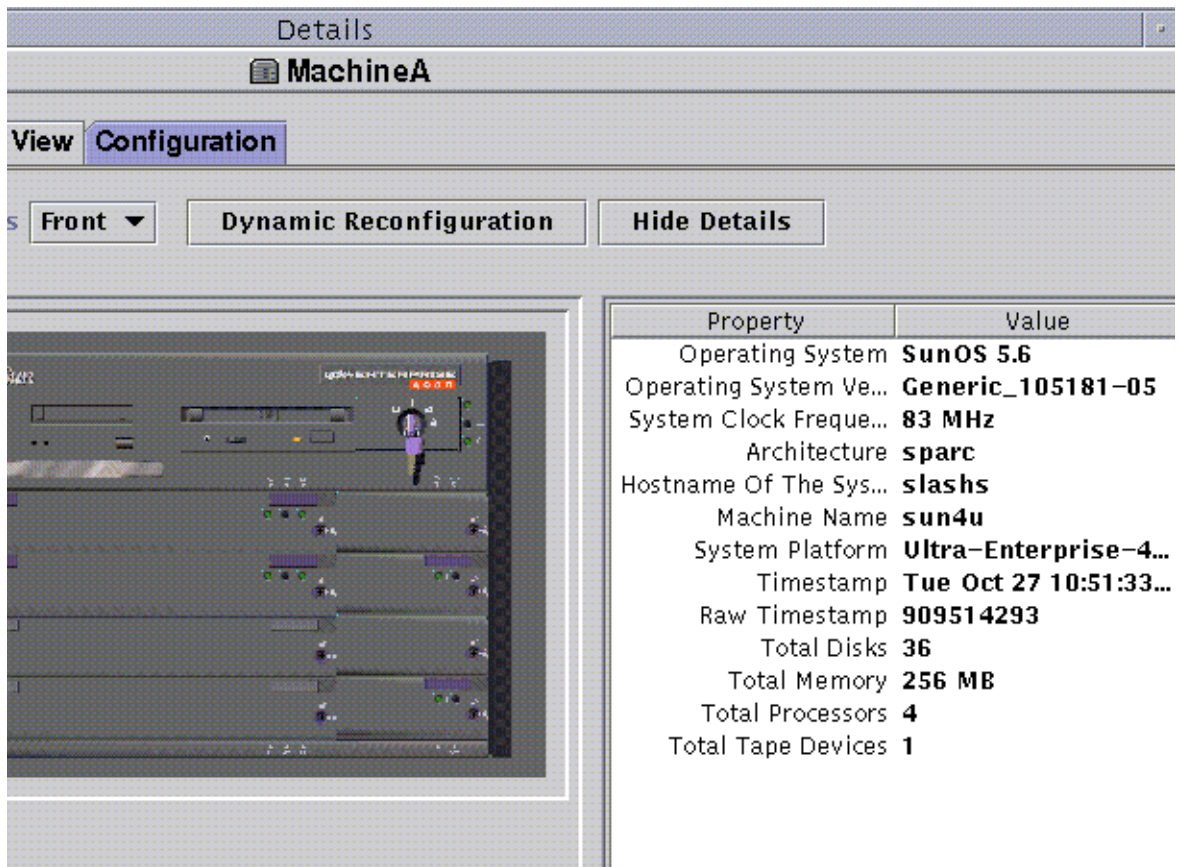 Details
MachineA
View Configuration
s Front Dynamic Reconfiguration Hide Details
Property Value
Operating System SunOS 5.6
Operating System Ve... Generic_105181-05
System Clock Freque... 83 MHz
Architecture sparc
Hostname Of The Sys... slashs
Machine Name sun4u
System Platform Ultra-Enterprise-4...
Timestamp Tue Oct 27 10:51:33...
Raw Timestamp 909514293
Total Disks 36
Total Memory 256 MB
Total Processors 4
Total Tape Devices 1